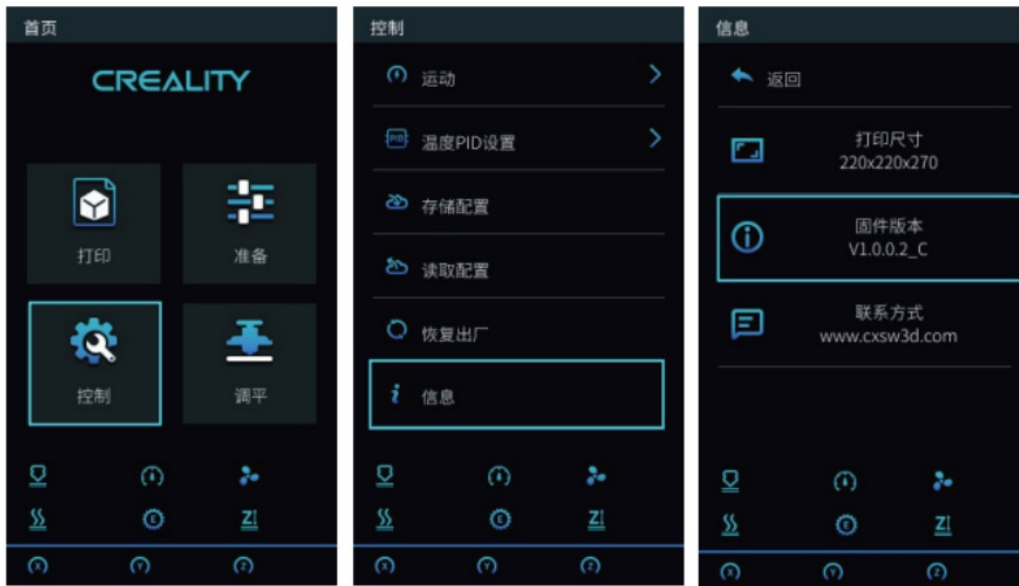 首页
CREALITY
打印
准备
控制
调平
E
Z
X
Y
Z
控制
运动
PID
温度PID设置
存储配置
读取配置
恢复出厂
信息
E
Z
X
Y
Z
信息
返回
打印尺寸
220x220x270
固件版本
V1.0.0.2_C
联系方式
www.cxsw3d.com
E
Z
X
Y
Z